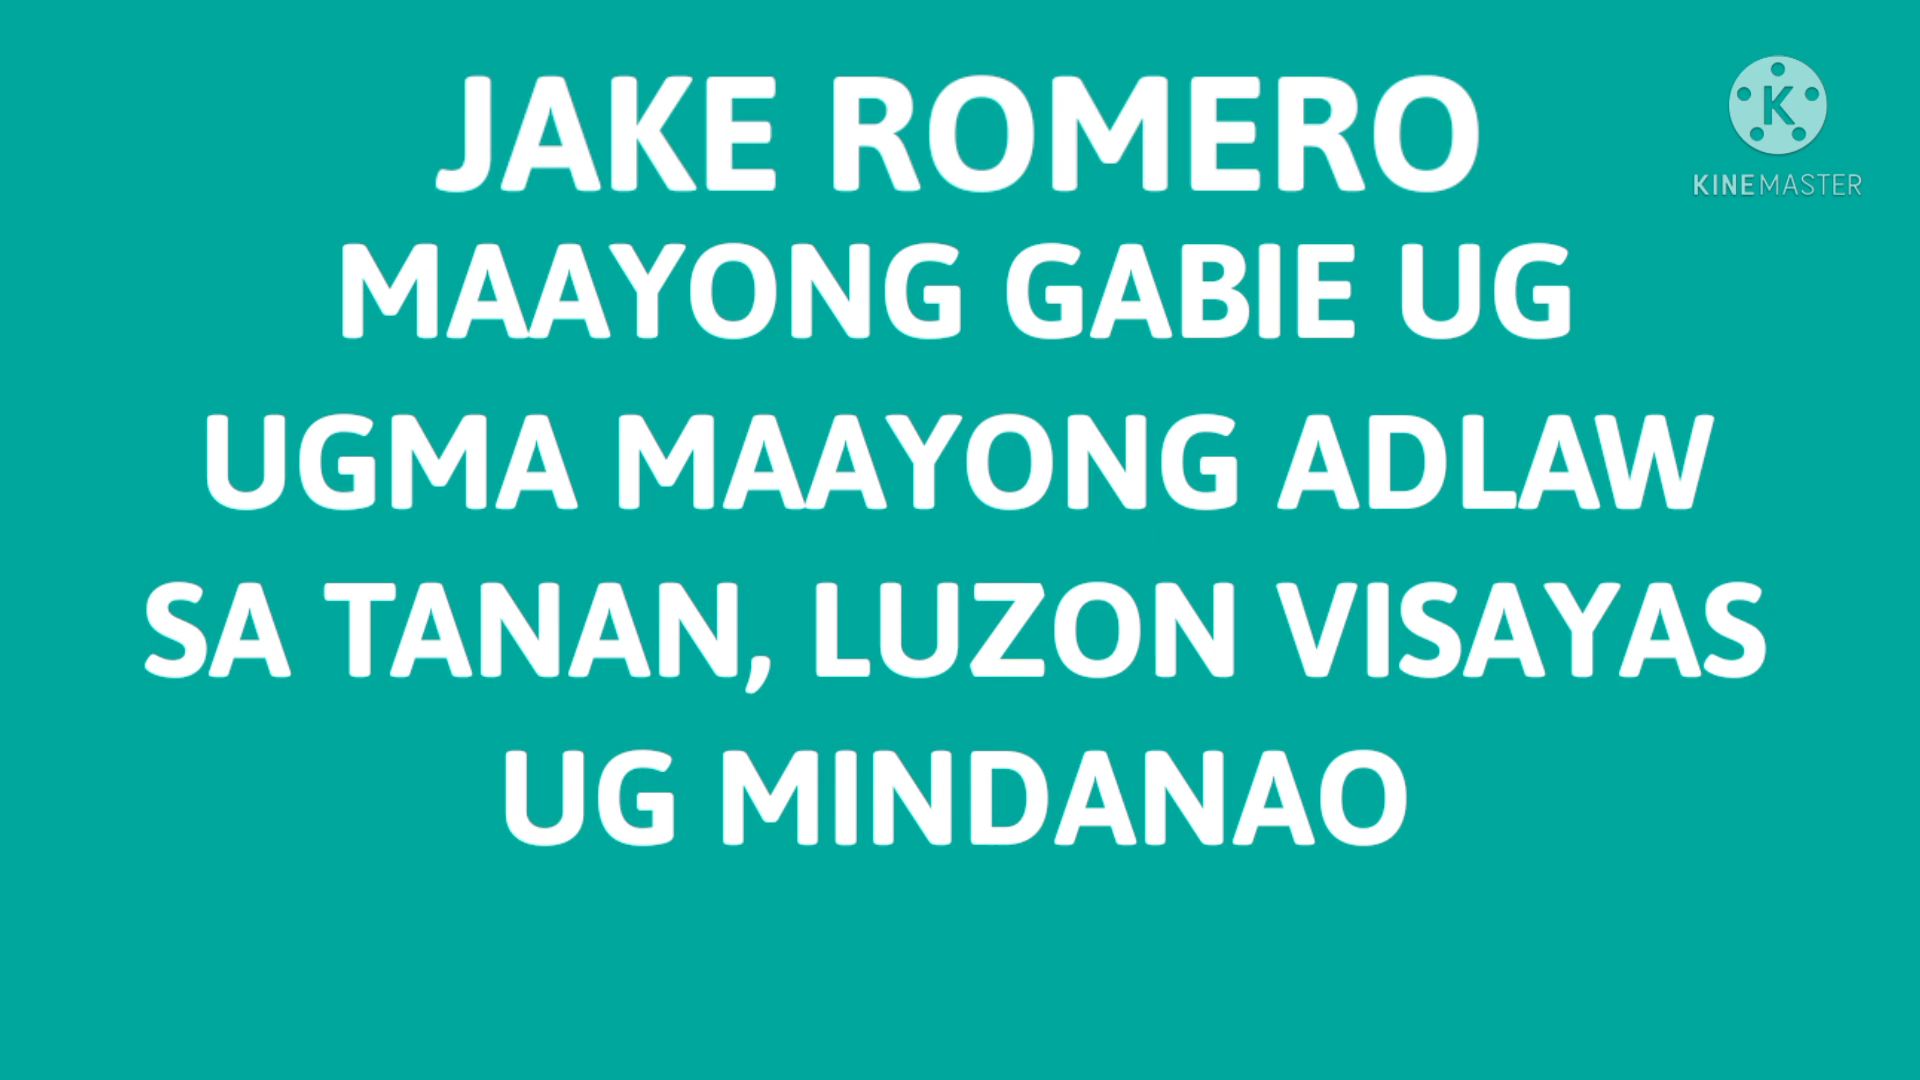 JAKE ROMERO
K
KINEMASTER
MAAYONG GABIE UG
UGMA MAAYONG ADLAW
SA TANAN, LUZON VISAYAS
UG MINDANAO